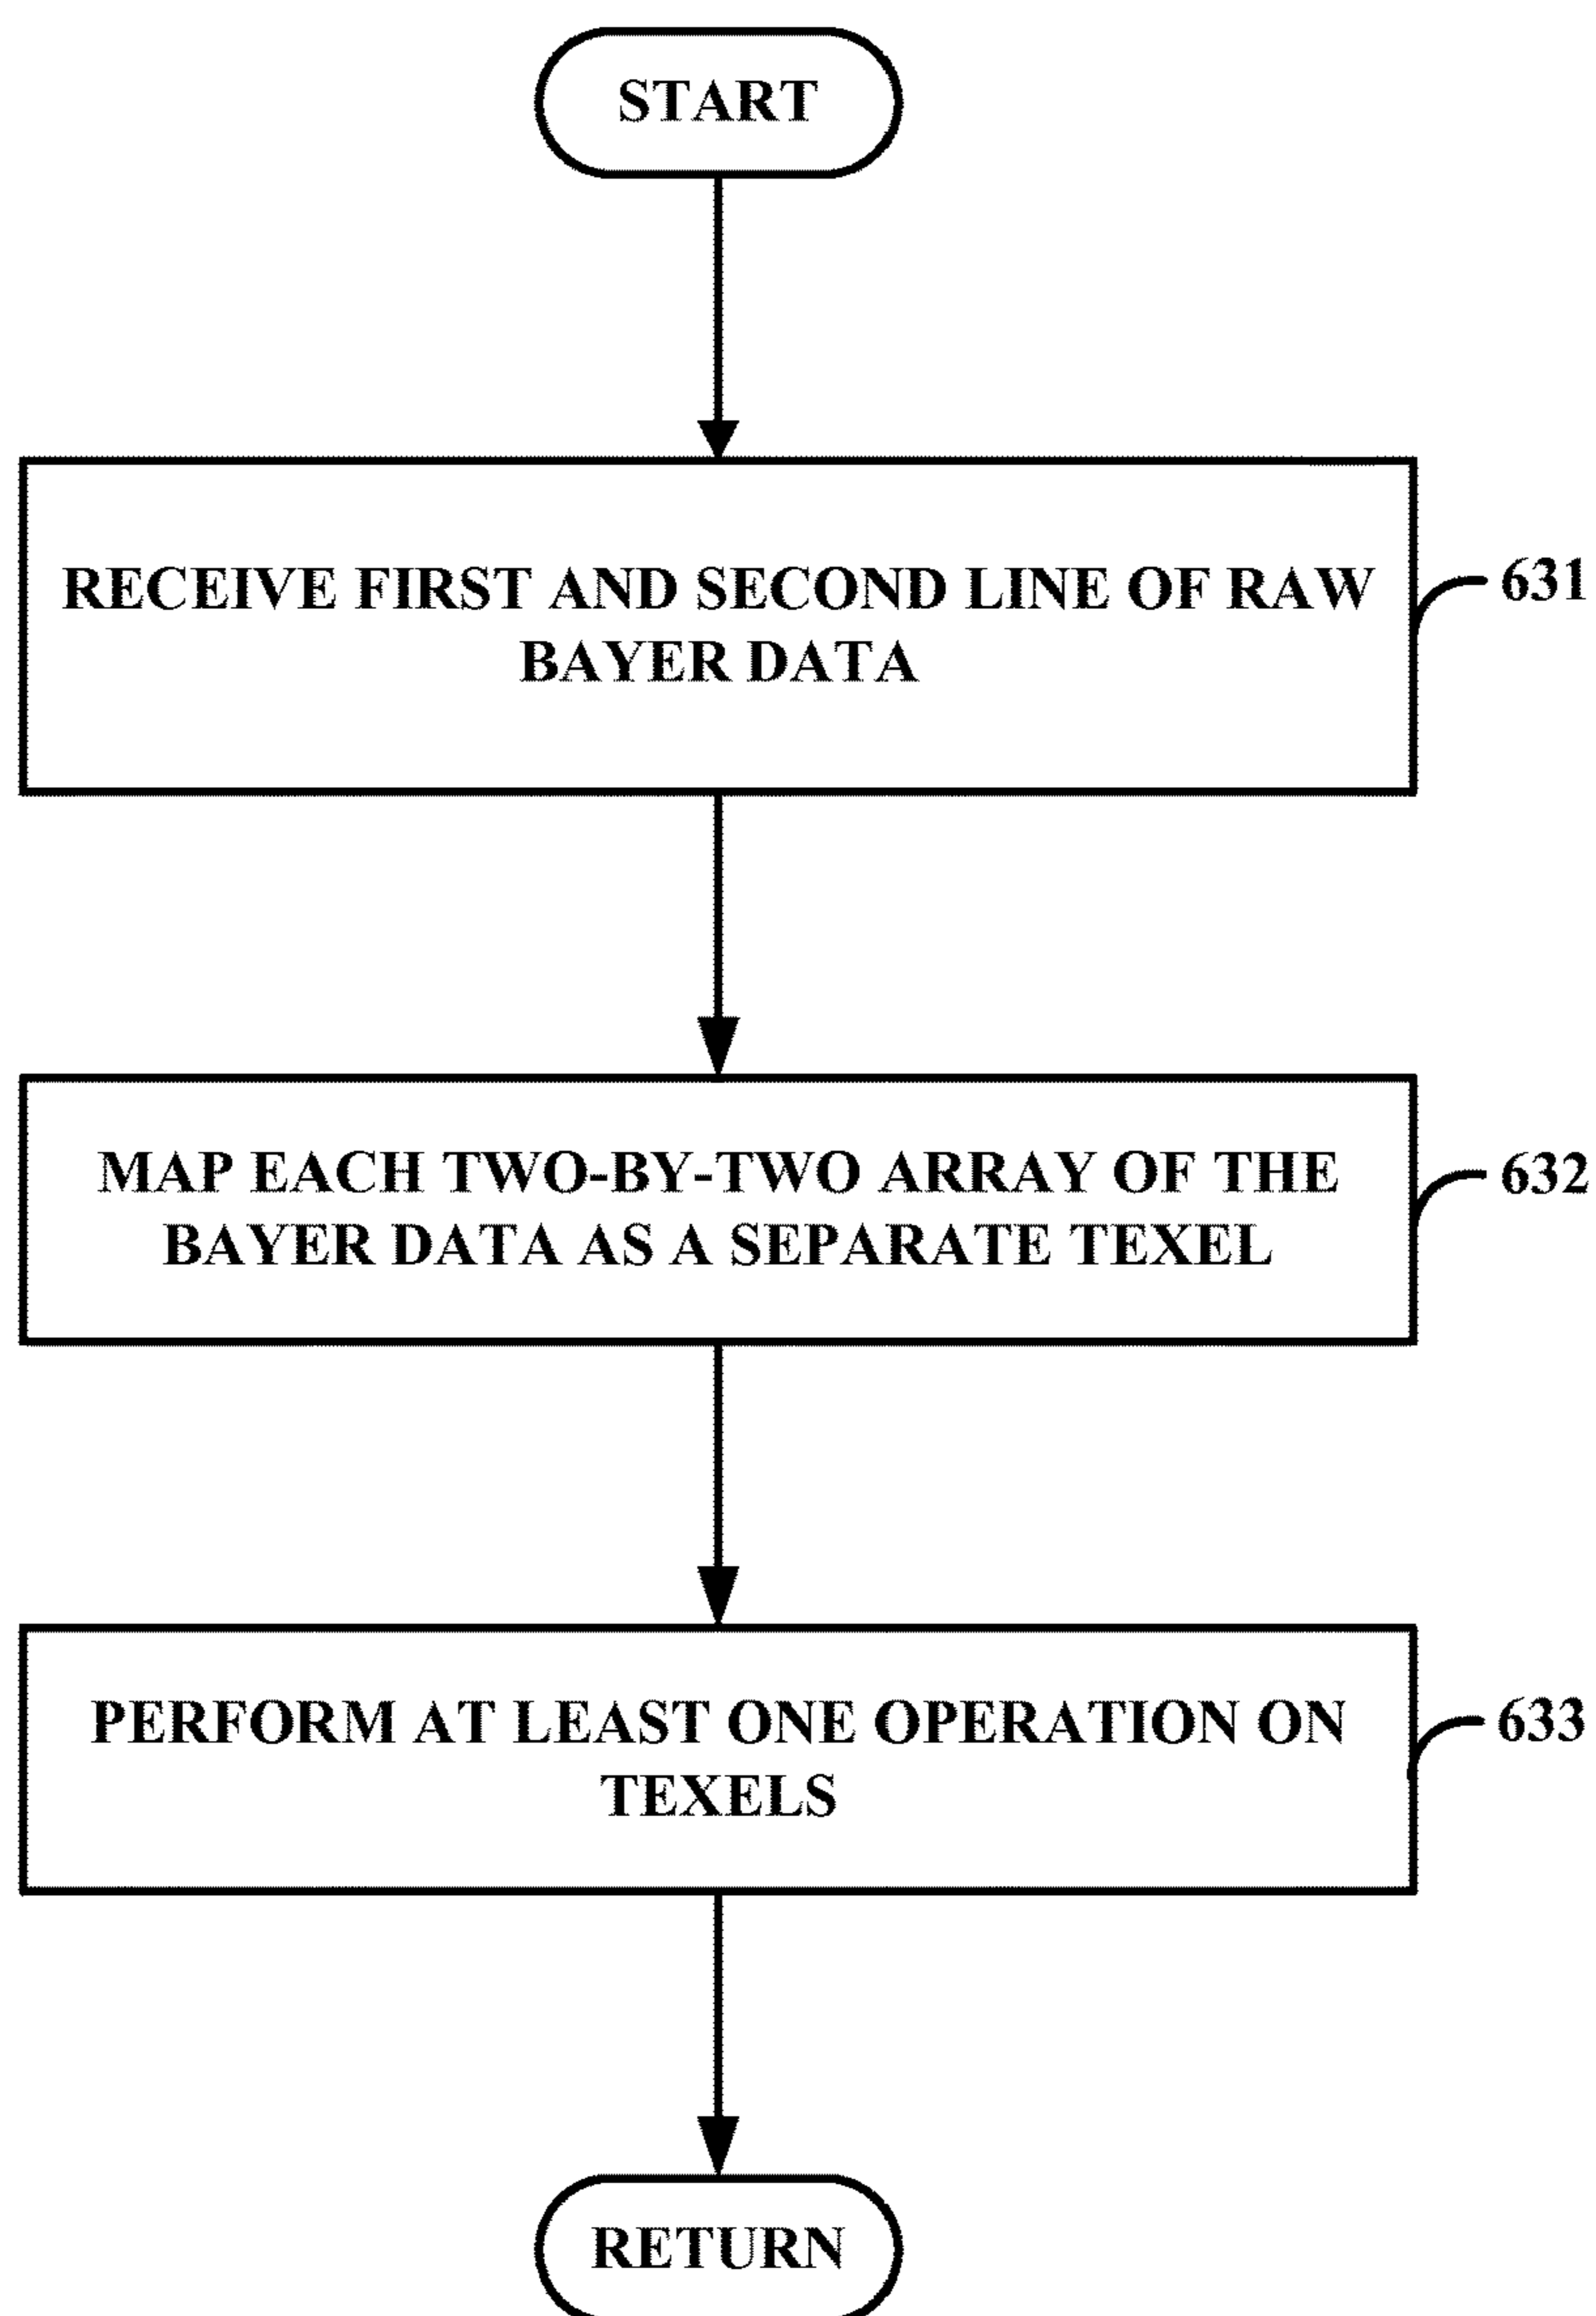 START
RECEIVE FIRST AND SECOND LINE OF RAW
BAYER DATA
631
MAP EACH TWO-BY-TWO ARRAY OF THE
BAYER DATA AS A SEPARATE TEXEL
632
PERFORM AT LEAST ONE OPERATION ON
TEXELS
633
RETURN